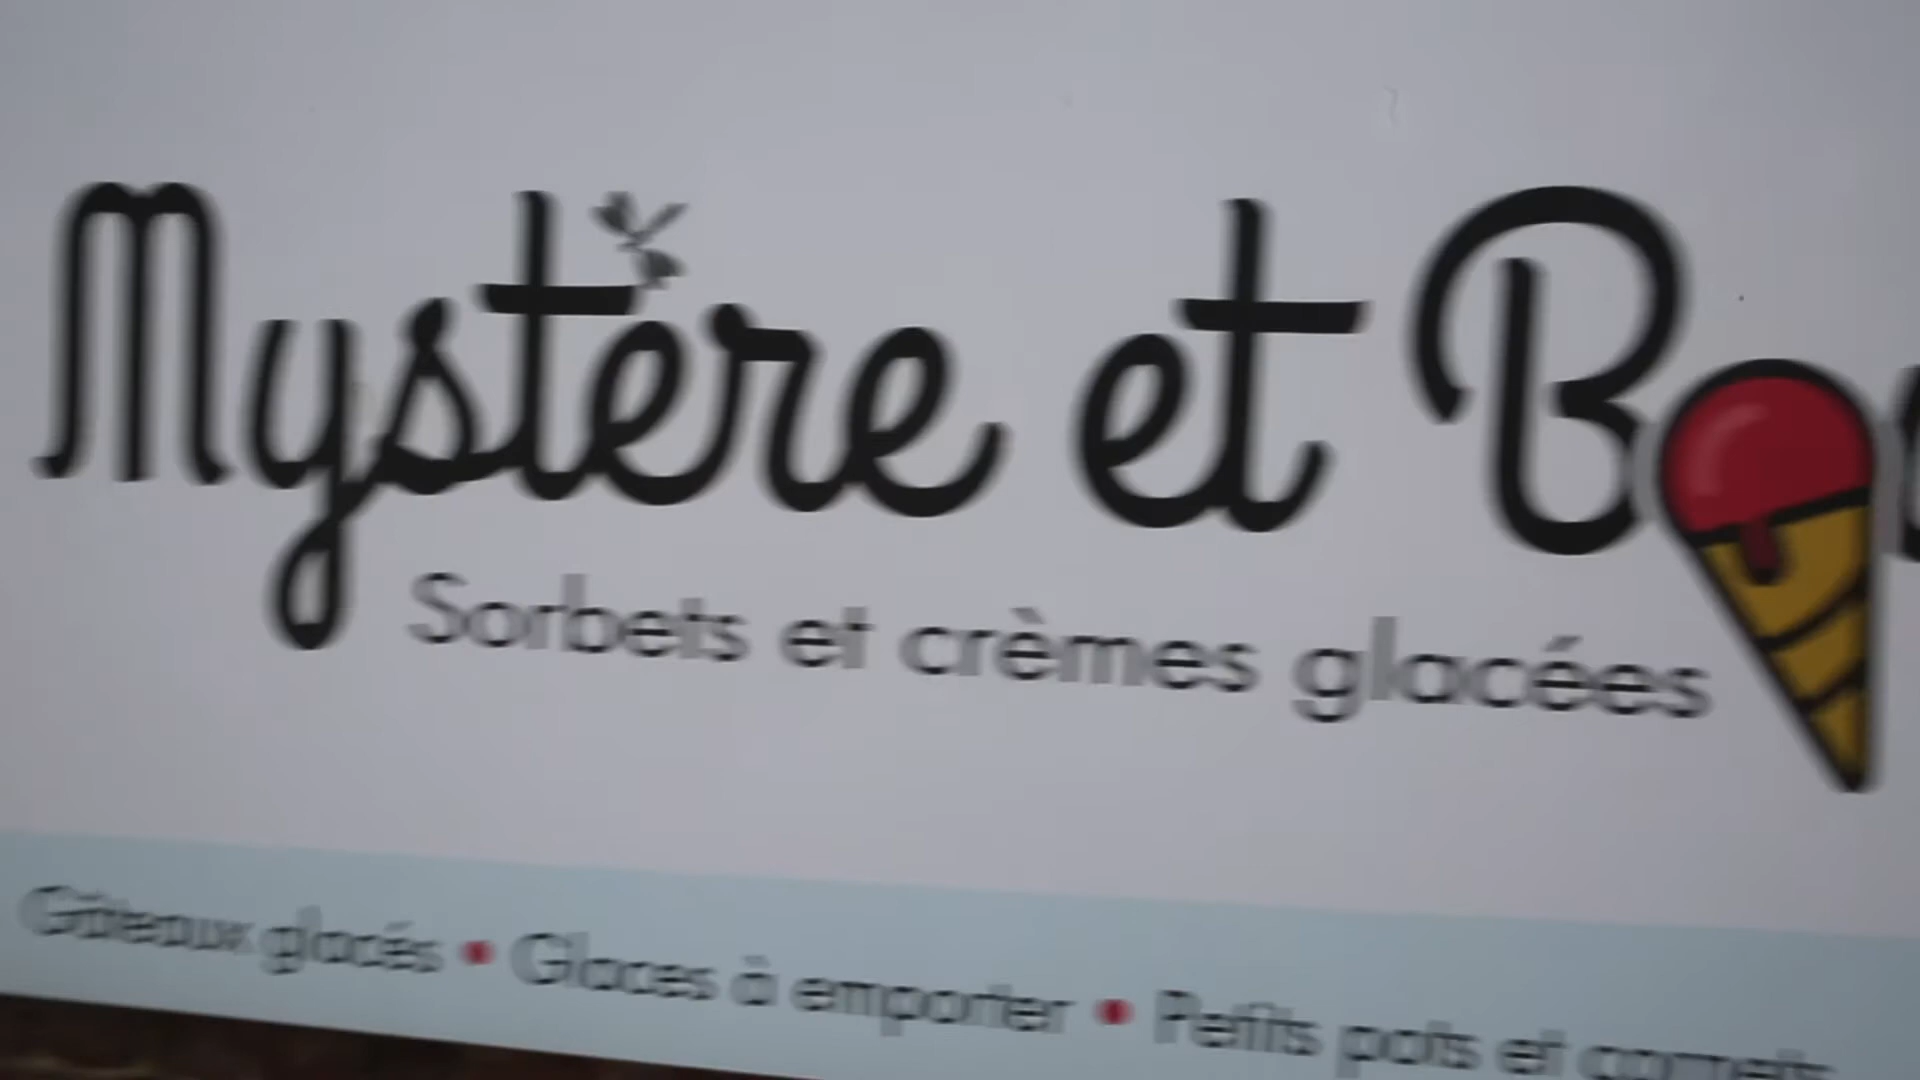 Mystère et
Sorbets et crèmes glacées
Gâteaux glacés • Glaces à emporter • Petits pots et cornets